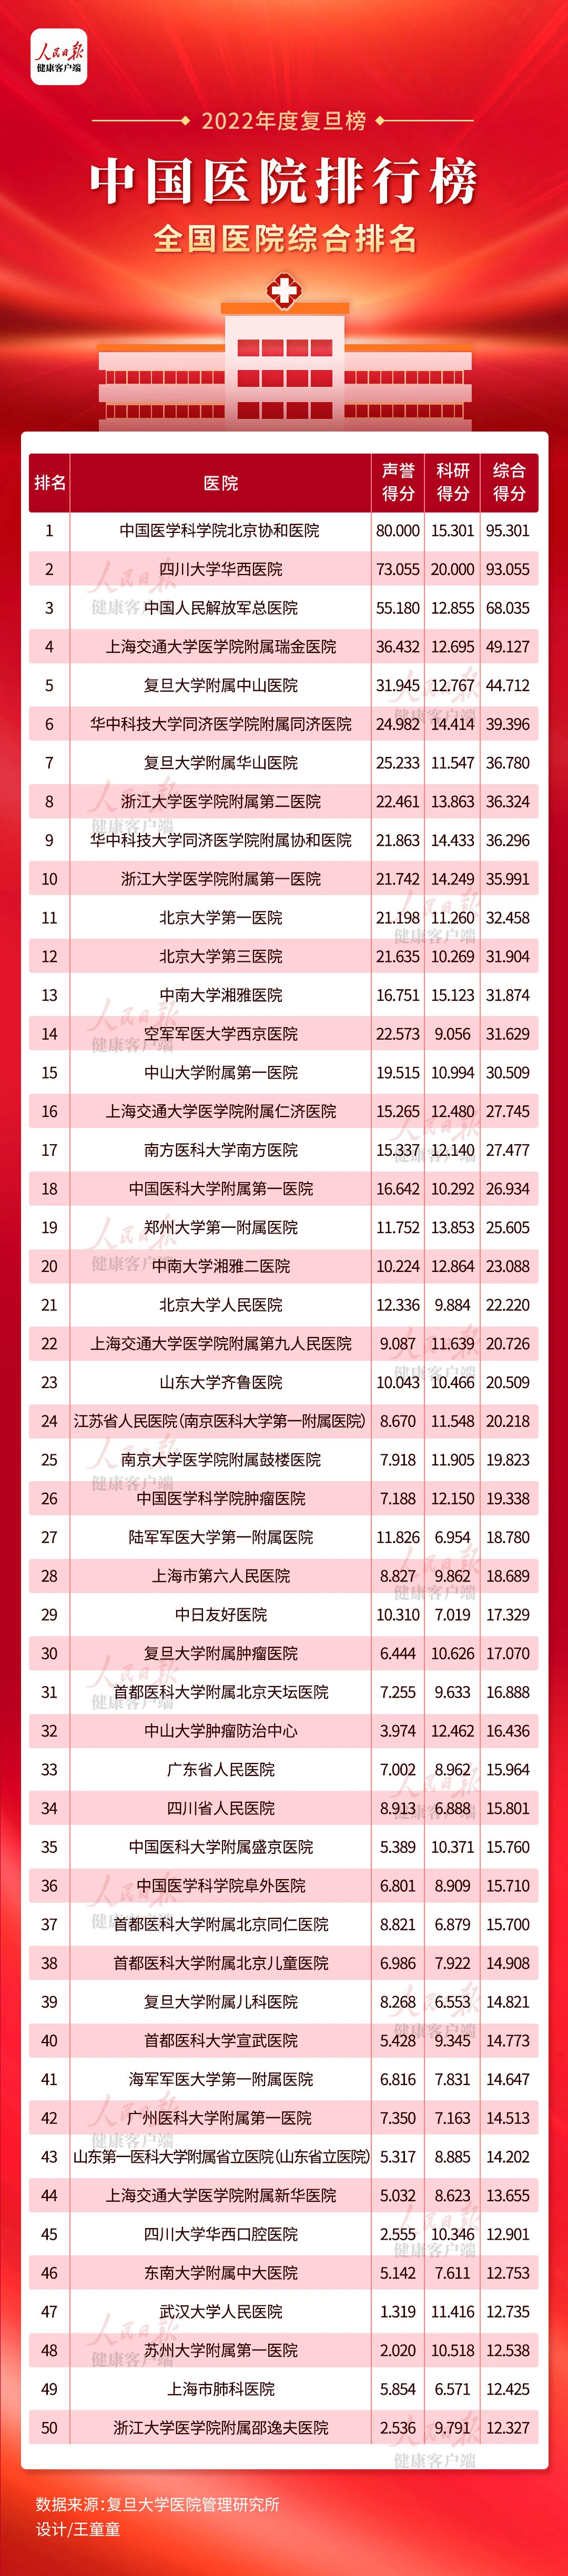 人民日报
健康客户端
2022年度复旦榜
中国医院排行榜
全国医院综合排名
排名 医院 声誉得分 科研得分 综合得分
1 中国医学科学院北京协和医院 80.000 15.301 95.301
2 四川大学华西医院 73.055 20.000 93.055
3 中国人民解放军总医院 55.180 12.855 68.035
4 上海交通大学医学院附属瑞金医院 36.432 12.695 49.127
5 复旦大学附属中山医院 31.945 12.767 44.712
6 华中科技大学同济医学院附属同济医院 24.982 14.414 39.396
7 复旦大学附属华山医院 25.233 11.547 36.780
8 浙江大学医学院附属第二医院 22.461 13.863 36.324
9 华中科技大学同济医学院附属协和医院 21.863 14.433 36.296
10 浙江大学医学院附属第一医院 21.742 14.249 35.991
11 北京大学第一医院 21.198 11.260 32.458
12 北京大学第三医院 21.635 10.269 31.904
13 中南大学湘雅医院 16.751 15.123 31.874
14 空军军医大学西京医院 22.573 9.056 31.629
15 中山大学附属第一医院 19.515 10.994 30.509
16 上海交通大学医学院附属仁济医院 15.265 12.480 27.745
17 南方医科大学南方医院 15.337 12.140 27.477
18 中国医科大学附属第一医院 16.642 10.292 26.934
19 郑州大学第一附属医院 11.752 13.853 25.605
20 中南大学湘雅二医院 10.224 12.864 23.088
21 北京大学人民医院 12.336 9.884 22.220
22 上海交通大学医学院附属第九人民医院 9.087 11.639 20.726
23 山东大学齐鲁医院 10.043 10.466 20.509
24 江苏省人民医院(南京医科大学第一附属医院) 8.670 11.548 20.218
25 南京大学医学院附属鼓楼医院 7.918 11.905 19.823
26 中国医学科学院肿瘤医院 7.188 12.150 19.338
27 陆军军医大学第一附属医院 11.826 6.954 18.780
28 上海市第六人民医院 8.827 9.862 18.689
29 中日友好医院 10.310 7.019 17.329
30 复旦大学附属肿瘤医院 6.444 10.626 17.070
31 首都医科大学附属北京天坛医院 7.255 9.633 16.888
32 中山大学肿瘤防治中心 3.974 12.462 16.436
33 广东省人民医院 7.002 8.962 15.964
34 四川省人民医院 8.913 6.888 15.801
35 中国医科大学附属盛京医院 5.389 10.371 15.760
36 中国医学科学院阜外医院 6.801 8.909 15.710
37 首都医科大学附属北京同仁医院 8.821 6.879 15.700
38 首都医科大学附属北京儿童医院 6.986 7.922 14.908
39 复旦大学附属儿科医院 8.268 6.553 14.821
40 首都医科大学宣武医院 5.428 9.345 14.773
41 海军军医大学第一附属医院 6.816 7.831 14.647
42 广州医科大学附属第一医院 7.350 7.163 14.513
43 山东第一医科大学附属省立医院(山东省立医院) 5.317 8.885 14.202
44 上海交通大学医学院附属新华医院 5.032 8.623 13.655
45 四川大学华西口腔医院 2.555 10.346 12.901
46 东南大学附属中大医院 5.142 7.611 12.753
47 武汉大学人民医院 1.319 11.416 12.735
48 苏州大学附属第一医院 2.020 10.518 12.538
49 上海市肺科医院 5.854 6.571 12.425
50 浙江大学医学院附属邵逸夫医院 2.536 9.791 12.327
数据来源:复旦大学医院管理研究所
设计/王童童